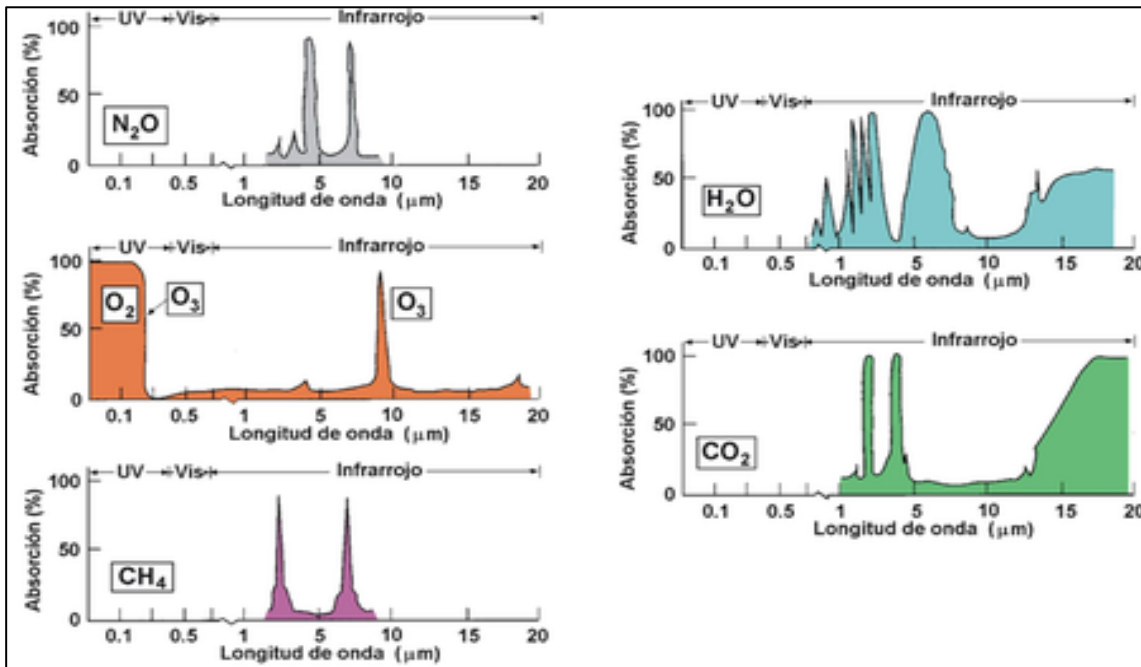 UV Vis Infrarrojo
Absorción (%)
100
50
0
N₂O
0.1 0.5 1 5 10 15 20
Longitud de onda (μm)
UV Vis Infrarrojo
Absorción (%)
100
50
0
O₂
O₃
O₃
0.1 0.5 1 5 10 15 20
Longitud de onda (μm)
UV Vis Infrarrojo
Absorción (%)
100
50
0
CH₄
0.1 0.5 1 5 10 15 20
Longitud de onda (μm)
UV Vis Infrarrojo
Absorción (%)
100
50
0
H₂O
0.1 0.5 1 5 10 15 20
Longitud de onda (μm)
UV Vis Infrarrojo
Absorción (%)
100
50
0
CO₂
0.1 0.5 1 5 10 15 20
Longitud de onda (μm)